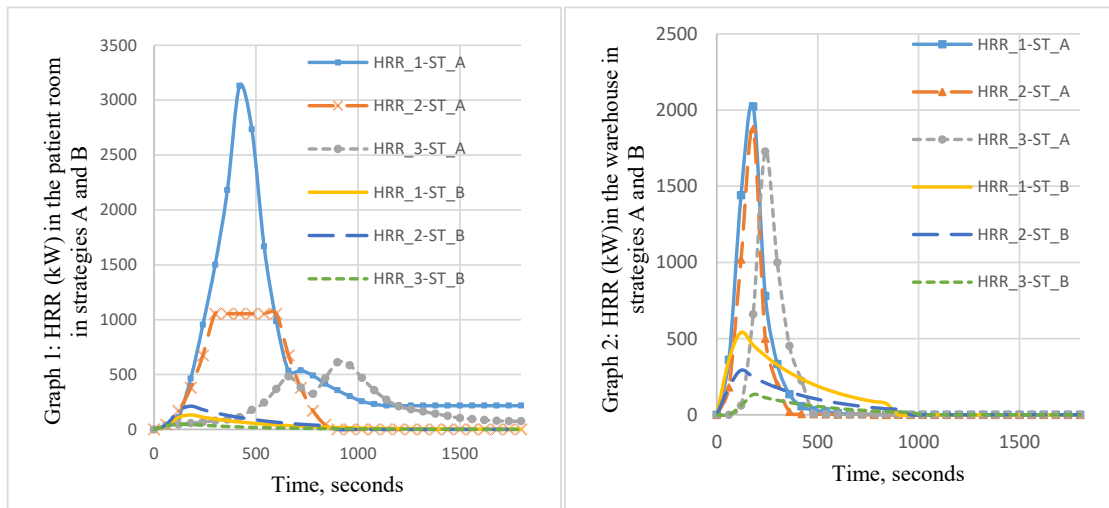 Graph 1: HRR (kW) in the patient room
in strategies A and B
3500
3000
2500
2000
1500
1000
500
0
0
500
1000
1500
Time, seconds
HRR_1-ST_A
HRR_2-ST_A
HRR_3-ST_A
HRR_1-ST_B
HRR_2-ST_B
HRR_3-ST_B
Graph 2: HRR (kW)in the warehouse in
strategies A and B
2500
2000
1500
1000
500
0
0
500
1000
1500
Time, seconds
HRR_1-ST_A
HRR_2-ST_A
HRR_3-ST_A
HRR_1-ST_B
HRR_2-ST_B
HRR_3-ST_B